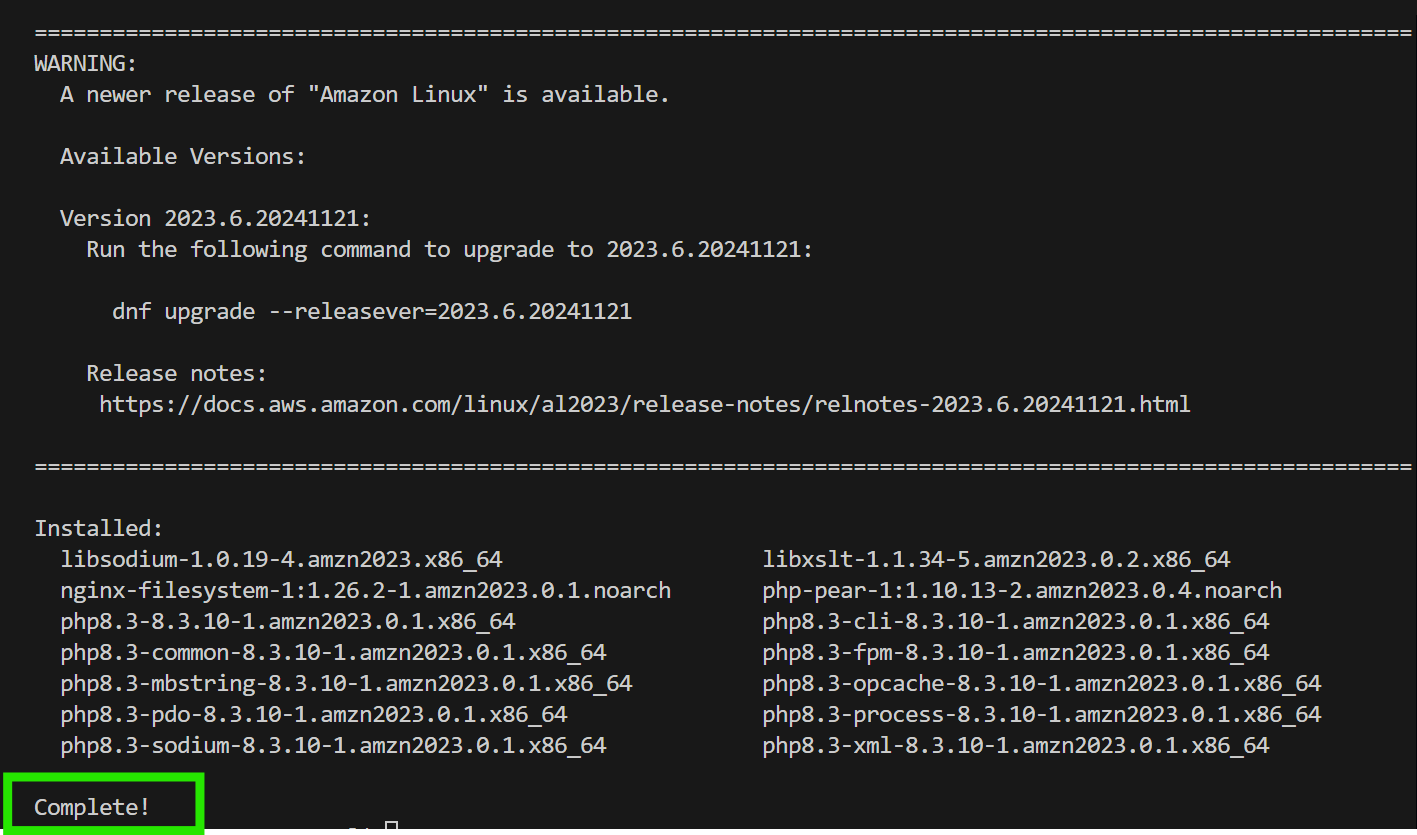 ==========================================================================================================
WARNING:
A newer release of "Amazon Linux" is available.
Available Versions:
Version 2023.6.20241121:
Run the following command to upgrade to 2023.6.20241121:
dnf upgrade --releasever=2023.6.20241121
Release notes:
https://docs.aws.amazon.com/linux/al2023/release-notes/relnotes-2023.6.20241121.html
==========================================================================================================
Installed:
libsodium-1.0.19-4.amzn2023.x86_64 libxslt-1.1.34-5.amzn2023.0.2.x86_64
nginx-filesystem-1:1.26.2-1.amzn2023.0.1.noarch php-pear-1:1.10.13-2.amzn2023.0.4.noarch
php8.3-8.3.10-1.amzn2023.0.1.x86_64 php8.3-cli-8.3.10-1.amzn2023.0.1.x86_64
php8.3-common-8.3.10-1.amzn2023.0.1.x86_64 php8.3-fpm-8.3.10-1.amzn2023.0.1.x86_64
php8.3-mbstring-8.3.10-1.amzn2023.0.1.x86_64 php8.3-opcache-8.3.10-1.amzn2023.0.1.x86_64
php8.3-pdo-8.3.10-1.amzn2023.0.1.x86_64 php8.3-process-8.3.10-1.amzn2023.0.1.x86_64
php8.3-sodium-8.3.10-1.amzn2023.0.1.x86_64 php8.3-xml-8.3.10-1.amzn2023.0.1.x86_64
Complete!